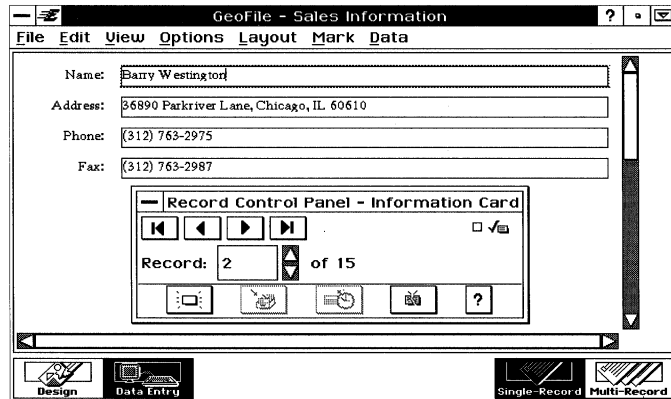 GeoFile - Sales Information ?
File Edit View Options Layout Mark Data
Name: Barry Westington
Address: 36890 Parkriver Lane, Chicago, IL 60610
Phone: (312) 763-2975
Fax: (312) 763-2987
Record Control Panel - Information Card
Record: 2 of 15
?
Design Data Entry Single-Record Multi-Record